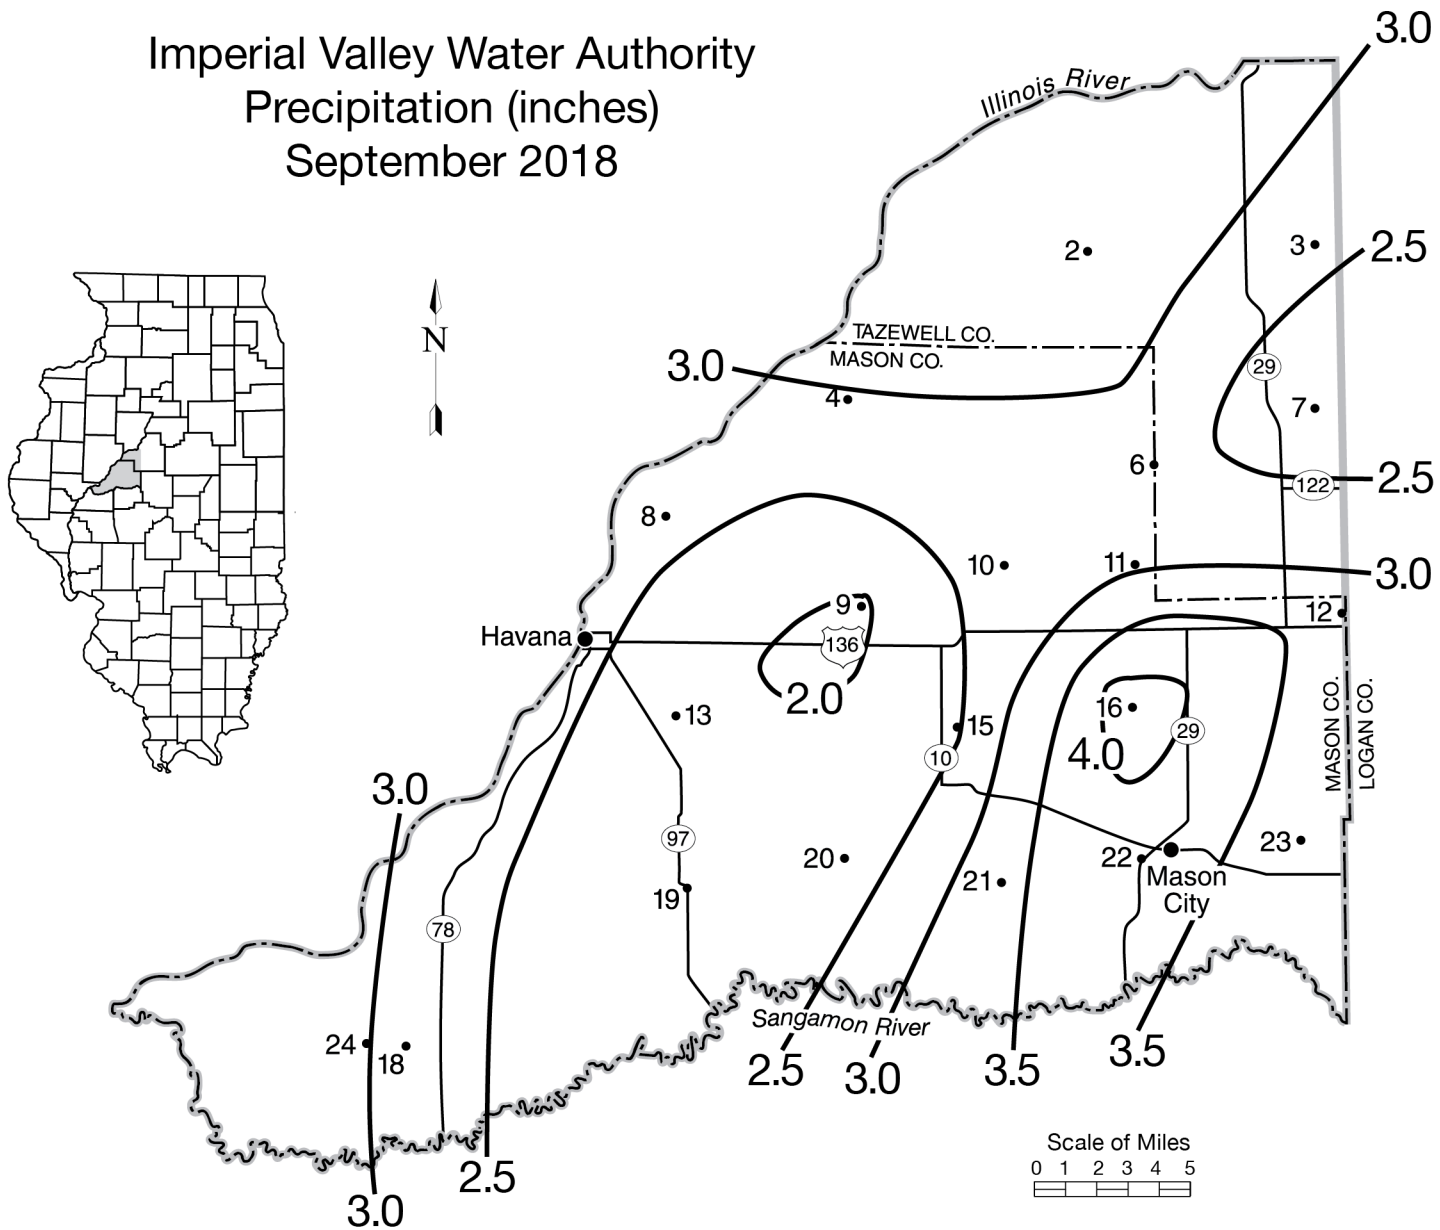 Imperial Valley Water Authority
Precipitation (inches)
September 2018
3.0
Illinois River
2
3
2.5
N
TAZEWELL CO.
MASON CO.
3.0
29
4
7
6
2.5
122
8
10
11
3.0
9
12
Havana
136
2.0
13
16
15
29
10
4.0
MASON CO.
LOGAN CO.
3.0
97
23
20
22
Mason
City
21
19
78
Sangamon River
24
18
2.5
3.0
3.5
3.5
Scale of Miles
0 1 2 3 4 5
2.5
3.0